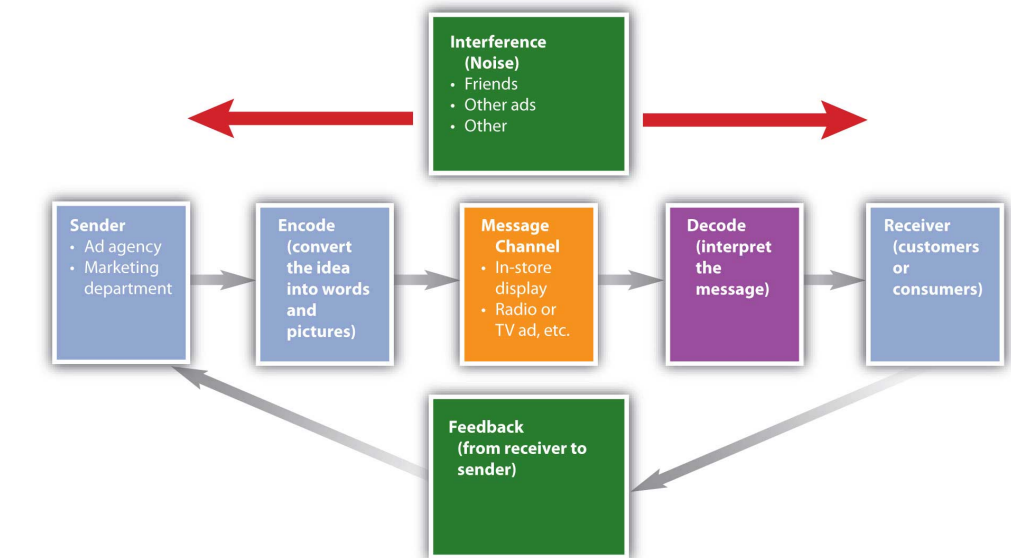 Interference
(Noise)
• Friends
• Other ads
• Other
Sender
• Ad agency
• Marketing
department
Encode
(convert
the idea
into words
and
pictures)
Message
Channel
• In-store
display
• Radio or
TV ad, etc.
Decode
(interpret
the
message)
Receiver
(customers
or
consumers)
Feedback
(from receiver to
sender)